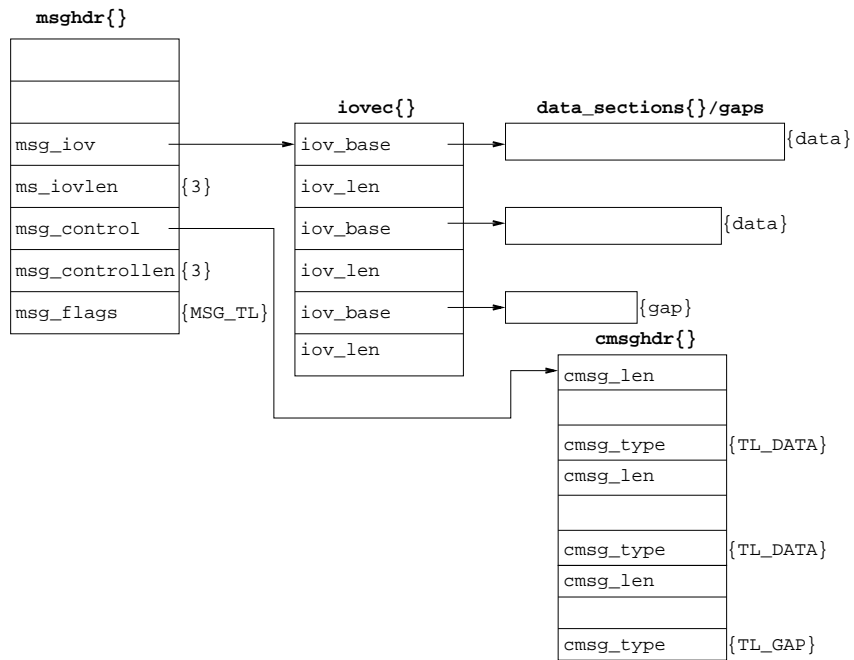 msghdr{}
msg_iov
ms_iovlen {3}
msg_control
msg_controllen {3}
msg_flags {MSG_TL}
iovec{}
iov_base
iov_len
iov_base
iov_len
iov_base
iov_len
data_sections{}/gaps
{data}
{data}
{gap}
cmsghdr{}
cmsg_len
cmsg_type {TL_DATA}
cmsg_len
cmsg_type {TL_DATA}
cmsg_len
cmsg_type {TL_GAP}